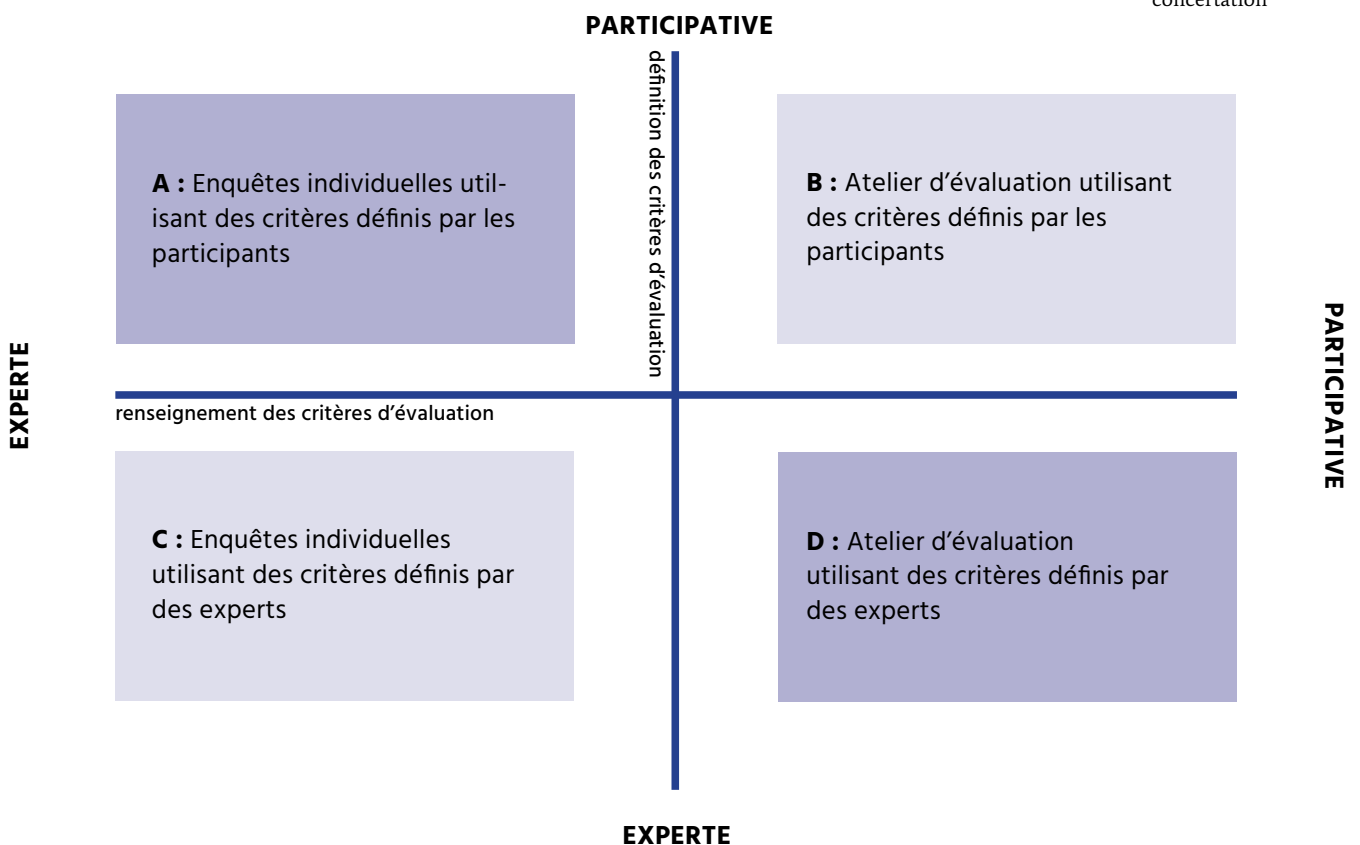 concertation
PARTICIPATIVE
définition des critères d'évaluation
A : Enquêtes individuelles util-
isant des critères définis par les
participants
B : Atelier d'évaluation utilisant
des critères définis par les
participants
EXPERTE
PARTICIPATIVE
renseignement des critères d'évaluation
C : Enquêtes individuelles
utilisant des critères définis par
des experts
D : Atelier d'évaluation
utilisant des critères définis par
des experts
EXPERTE